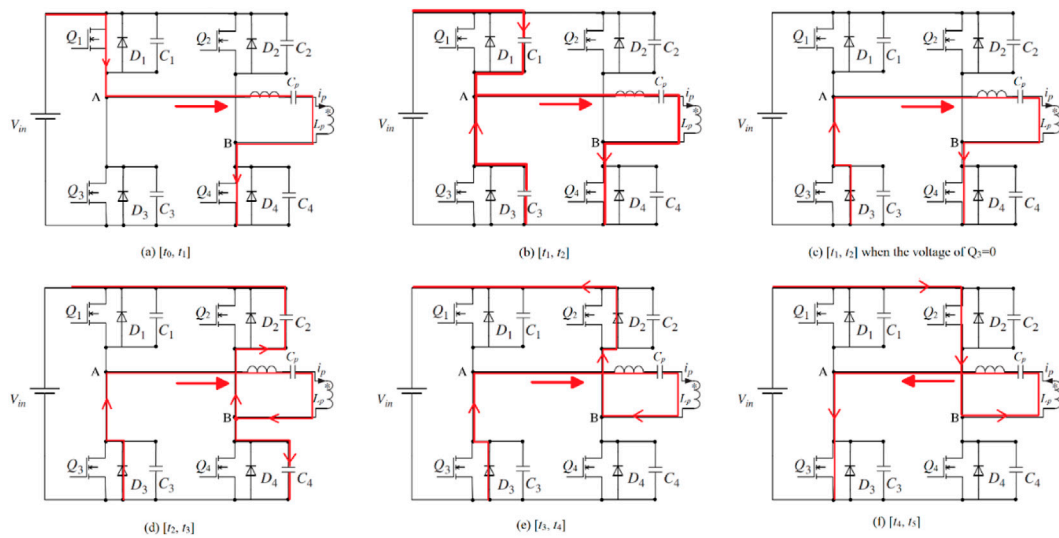 Q1 D1 C1 Q2 D2 C2
A Cp ip
Vin Lp *
B
Q3 D3 C3 Q4 D4 C4
(a) [t0, t1]
Q1 D1 C1 Q2 D2 C2
A Cp ip
Vin Lp *
B
Q3 D3 C3 Q4 D4 C4
(b) [t1, t2]
Q1 D1 C1 Q2 D2 C2
A Cp ip
Vin Lp *
B
Q3 D3 C3 Q4 D4 C4
(c) [t1, t2] when the voltage of Q3=0
Q1 D1 C1 Q2 D2 C2
A Cp ip
Vin Lp *
B
Q3 D3 C3 Q4 D4 C4
(d) [t2, t3]
Q1 D1 C1 Q2 D2 C2
A Cp ip
Vin Lp *
B
Q3 D3 C3 Q4 D4 C4
(e) [t3, t4]
Q1 D1 C1 Q2 D2 C2
A Cp ip
Vin Lp *
B
Q3 D3 C3 Q4 D4 C4
(f) [t4, t5]